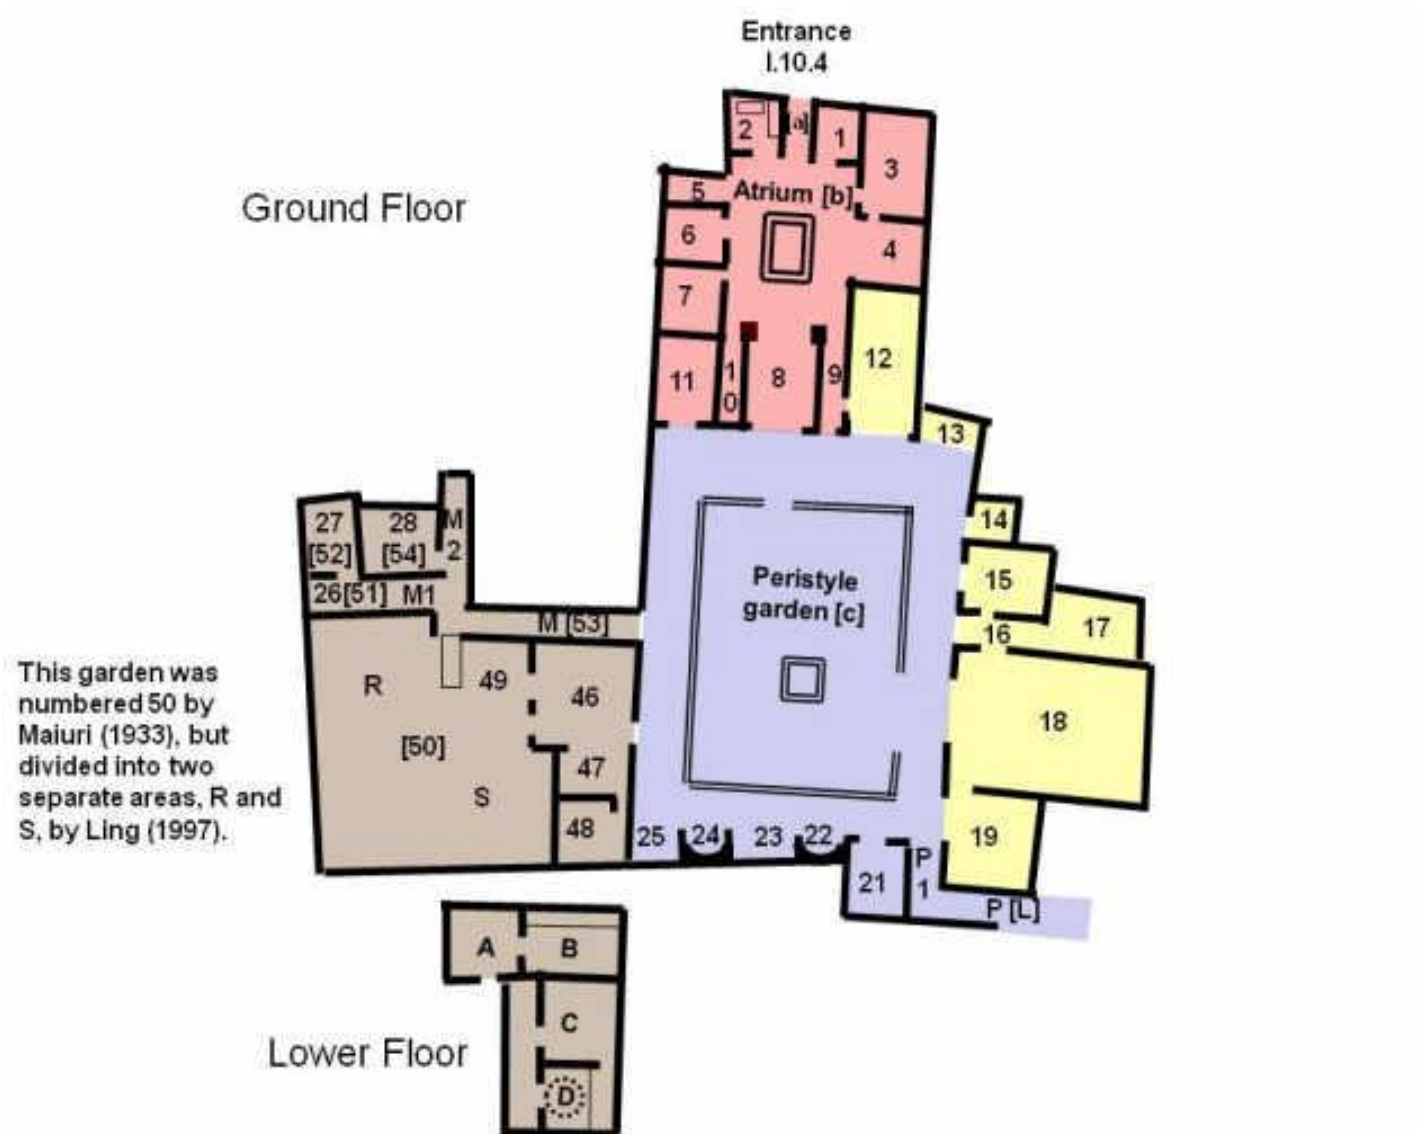 Entrance
I.10.4
Ground Floor
2
[a]
1
3
Atrium [b]
5
6
4
7
12
11
1
0
8
9
13
27
[52]
28
[54]
M
2
14
15
26[51]
M1
Peristyle
garden [c]
M [53]
16
17
This garden was
numbered 50 by
Maiuri (1933), but
divided into two
separate areas, R and
S, by Ling (1997).
R
49
46
18
[50]
47
S
48
25
24
23
22
19
21
P
1
P [L]
A
B
C
Lower Floor
D